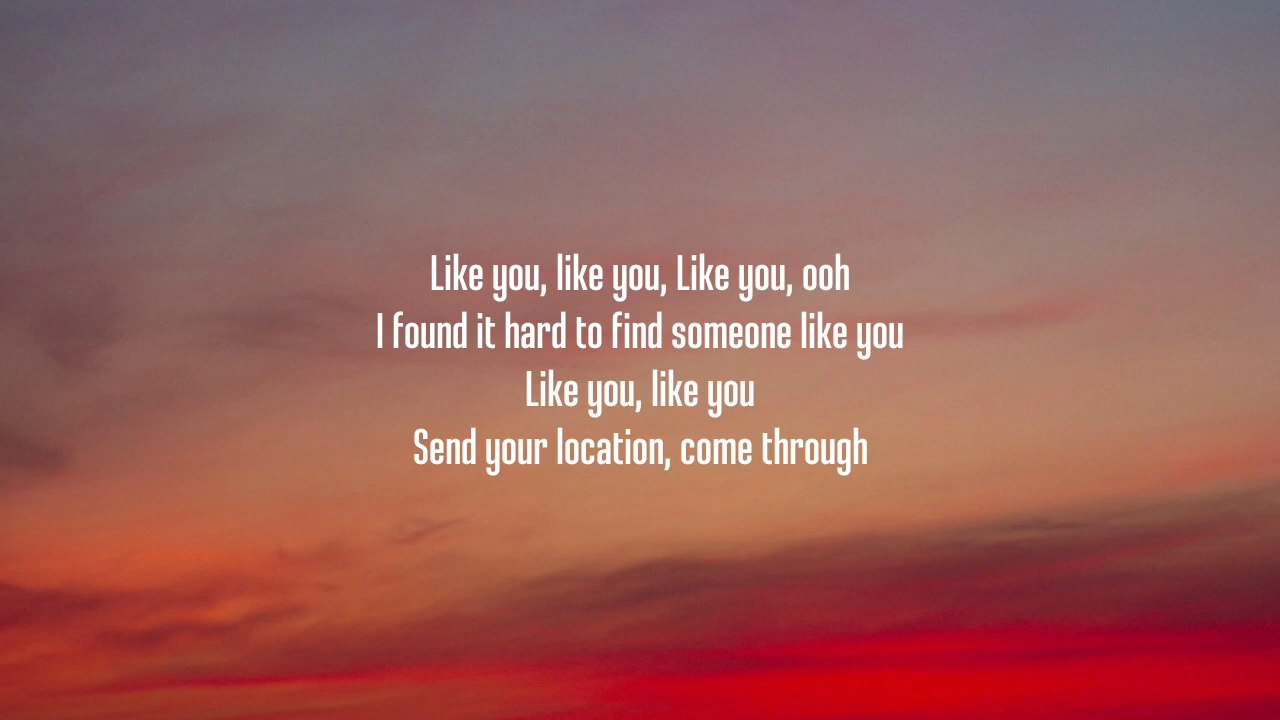 Like you, like you, Like you, ooh
I found it hard to find someone like you
Like you, like you
Send your location, come through